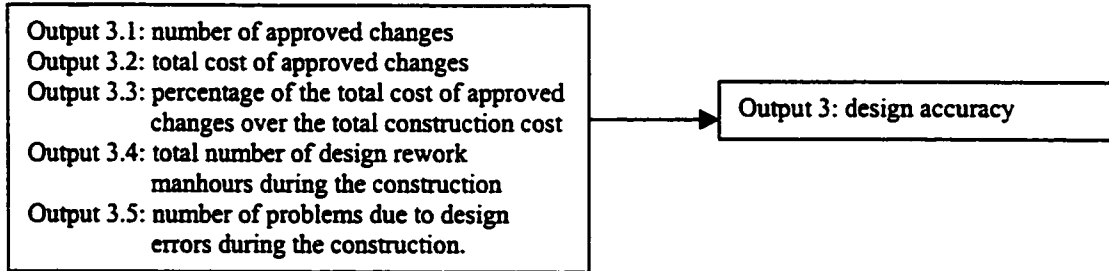 Output 3.1: number of approved changes
Output 3.2: total cost of approved changes
Output 3.3: percentage of the total cost of approved
changes over the total construction cost
Output 3.4: total number of design rework
manhours during the construction
Output 3.5: number of problems due to design
errors during the construction.
Output 3: design accuracy